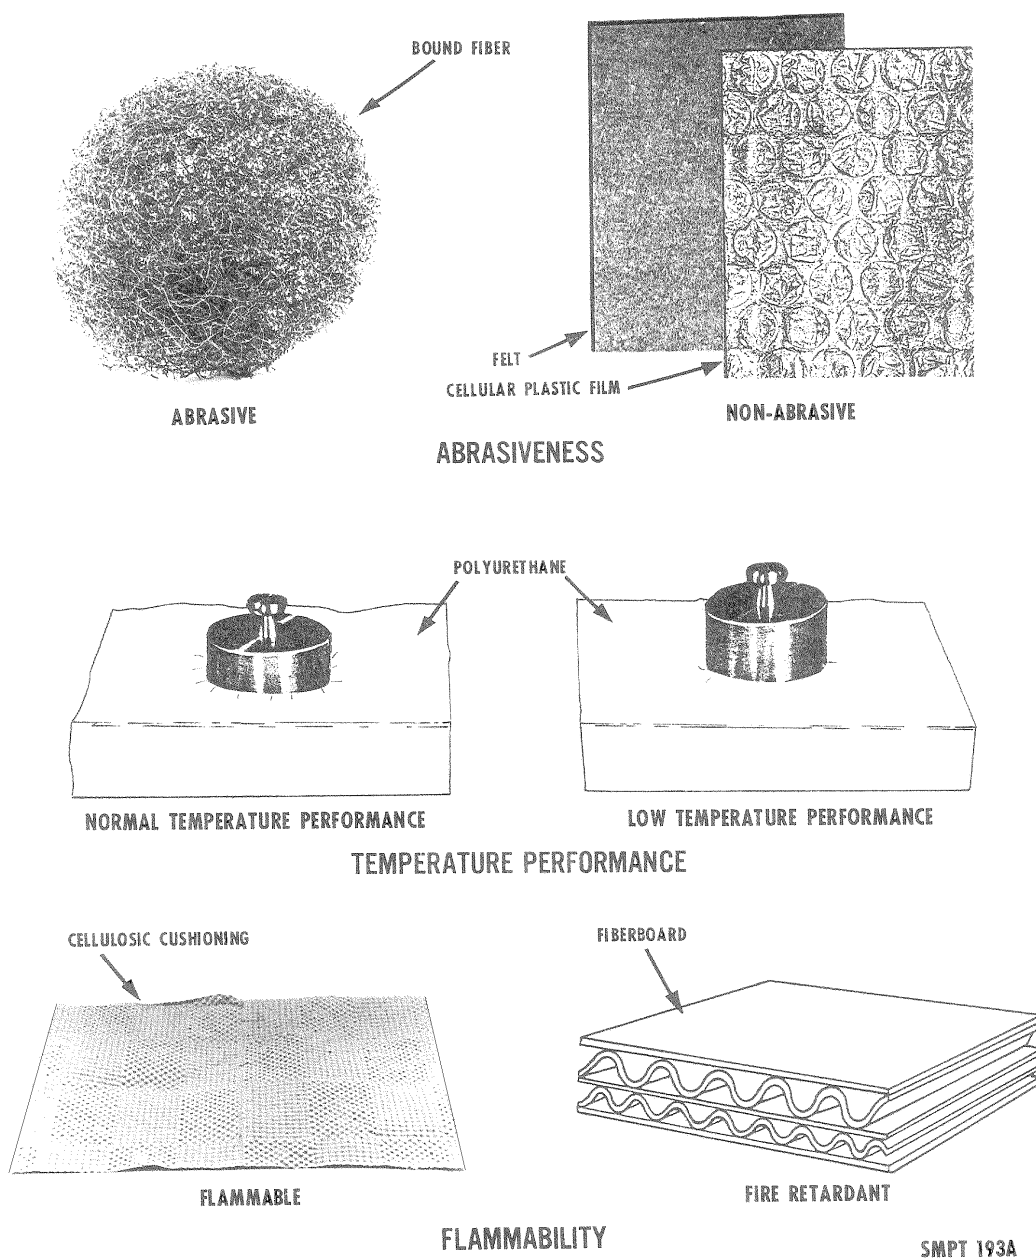 BOUND FIBER
FELT
CELLULAR PLASTIC FILM
ABRASIVE
NON-ABRASIVE
ABRASIVENESS
POLYURETHANE
NORMAL TEMPERATURE PERFORMANCE
LOW TEMPERATURE PERFORMANCE
TEMPERATURE PERFORMANCE
CELLULOSIC CUSHIONING
FIBERBOARD
FLAMMABLE
FIRE RETARDANT
FLAMMABILITY
SMPT 193A